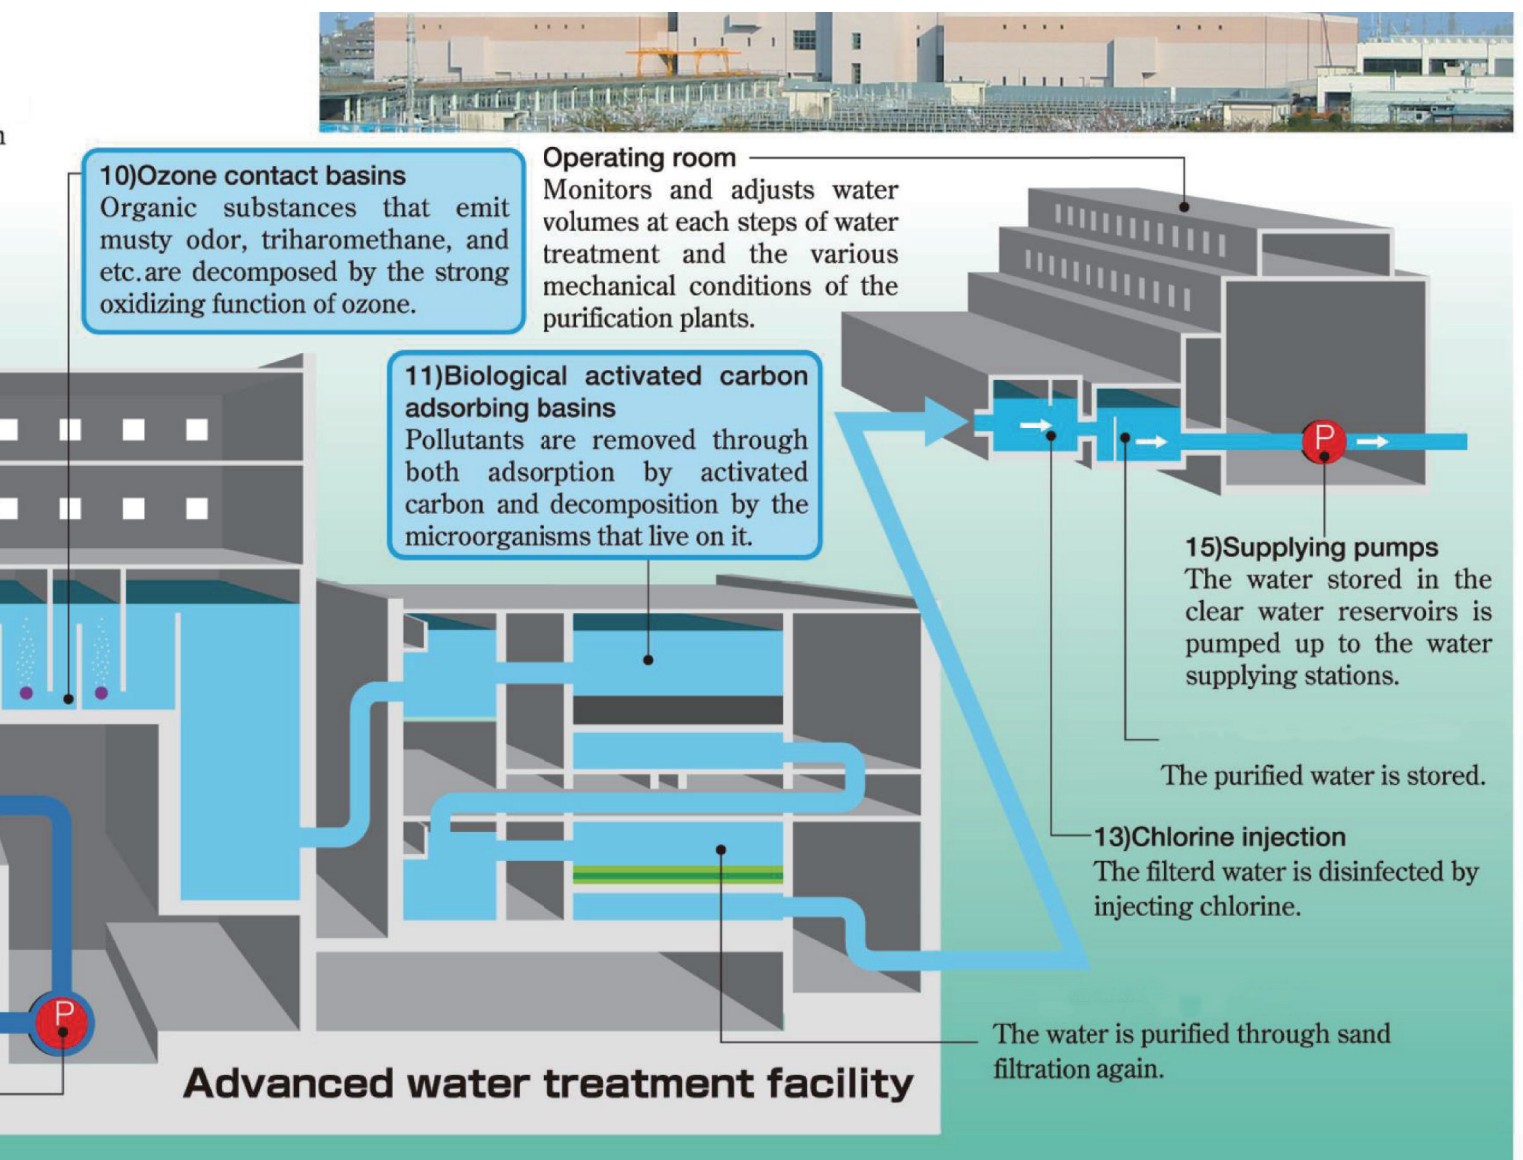 10)Ozone contact basins
Organic substances that emit
musty odor, triharomethane, and
etc.are decomposed by the strong
oxidizing function of ozone.
Operating room
Monitors and adjusts water
volumes at each steps of water
treatment and the various
mechanical conditions of the
purification plants.
11)Biological activated carbon
adsorbing basins
Pollutants are removed through
both adsorption by activated
carbon and decomposition by the
microorganisms that live on it.
P
15)Supplying pumps
The water stored in the
clear water reservoirs is
pumped up to the water
supplying stations.
The purified water is stored.
13)Chlorine injection
The filterd water is disinfected by
injecting chlorine.
P
The water is purified through sand
filtration again.
Advanced water treatment facility